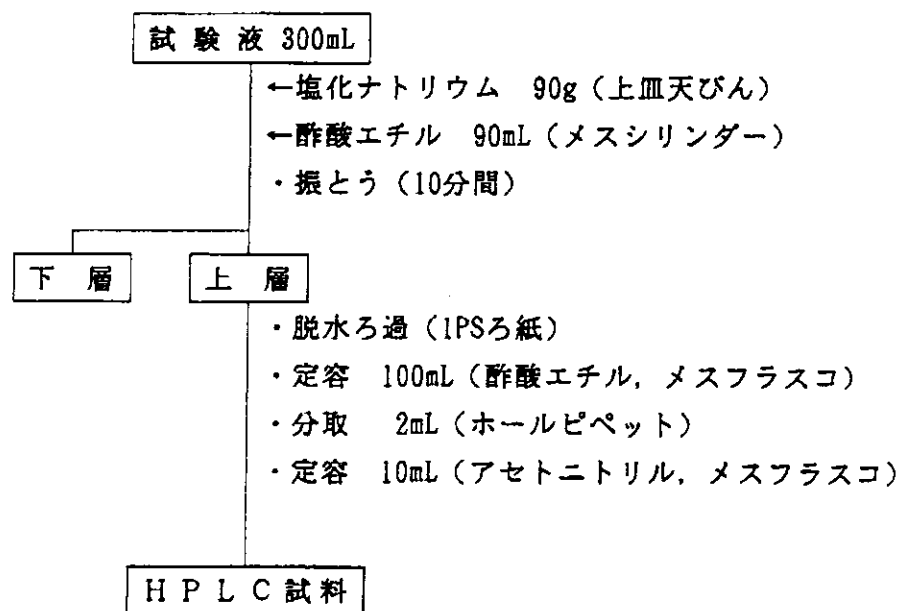 試験液 300mL
←塩化ナトリウム 90g（上皿天びん）
←酢酸エチル 90mL（メスシリンダー）
・振とう（10分間）
下層 上層
・脱水ろ過（1PSろ紙）
・定容 100mL（酢酸エチル，メスフラスコ）
・分取 2mL（ホールピペット）
・定容 10mL（アセトニトリル，メスフラスコ）
ＨＰＬＣ試料